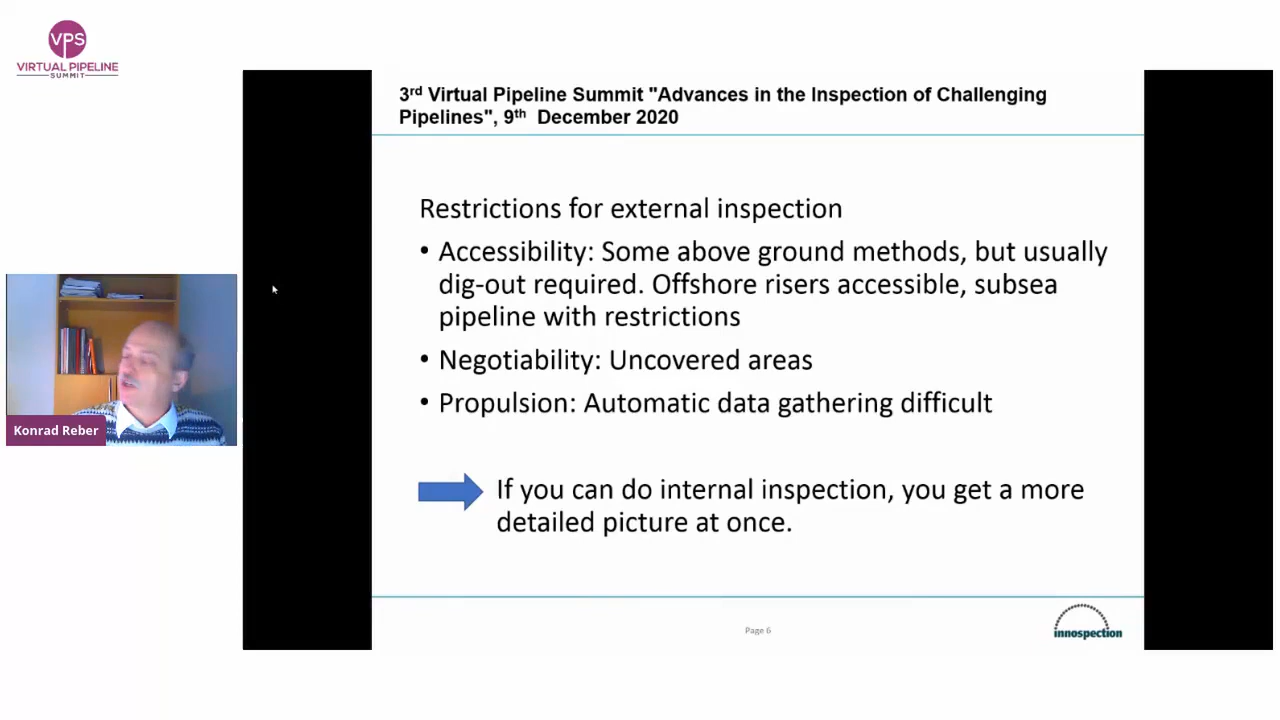 VPS
VIRTUAL PIPELINE
SUMMIT
3rd Virtual Pipeline Summit "Advances in the Inspection of Challenging
Pipelines", 9th December 2020
Restrictions for external inspection
• Accessibility: Some above ground methods, but usually
dig-out required. Offshore risers accessible, subsea
pipeline with restrictions
• Negotiability: Uncovered areas
• Propulsion: Automatic data gathering difficult
If you can do internal inspection, you get a more
detailed picture at once.
Konrad Reber
Page 6
innospection